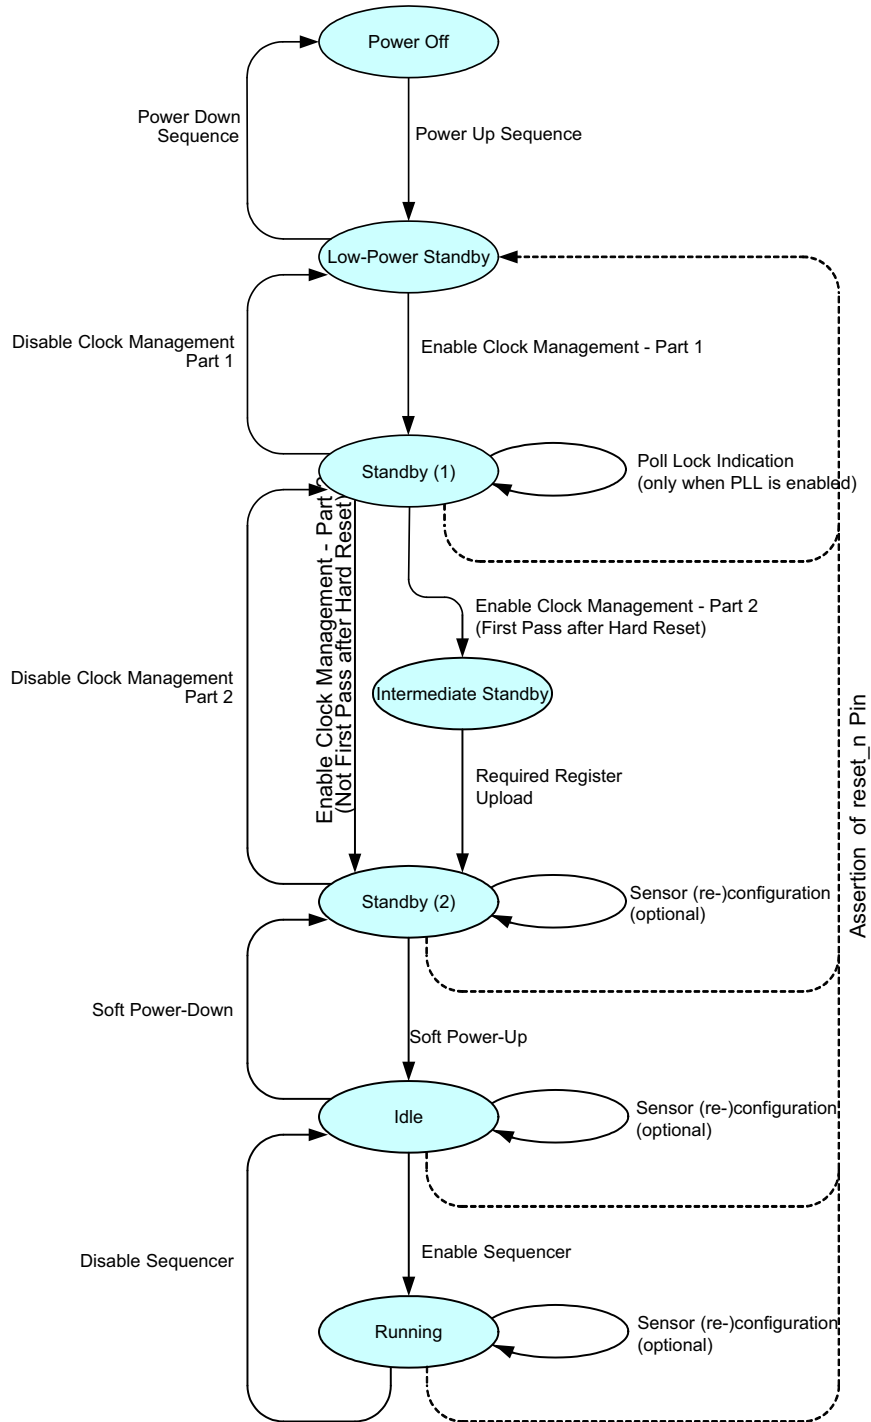 Power Off
Power Down
Sequence
Power Up Sequence
Low-Power Standby
Disable Clock Management
Part 1
Enable Clock Management - Part 1
Standby (1)
Poll Lock Indication
(only when PLL is enabled)
Enable Clock Management - Part
(Not First Pass after Hard Reset)
Enable Clock Management - Part 2
(First Pass after Hard Reset)
Disable Clock Management
Part 2
Intermediate Standby
Required Register
Upload
Assertion of reset_n Pin
Standby (2)
Sensor (re-)configuration
(optional)
Soft Power-Down
Soft Power-Up
Idle
Sensor (re-)configuration
(optional)
Disable Sequencer
Enable Sequencer
Running
Sensor (re-)configuration
(optional)